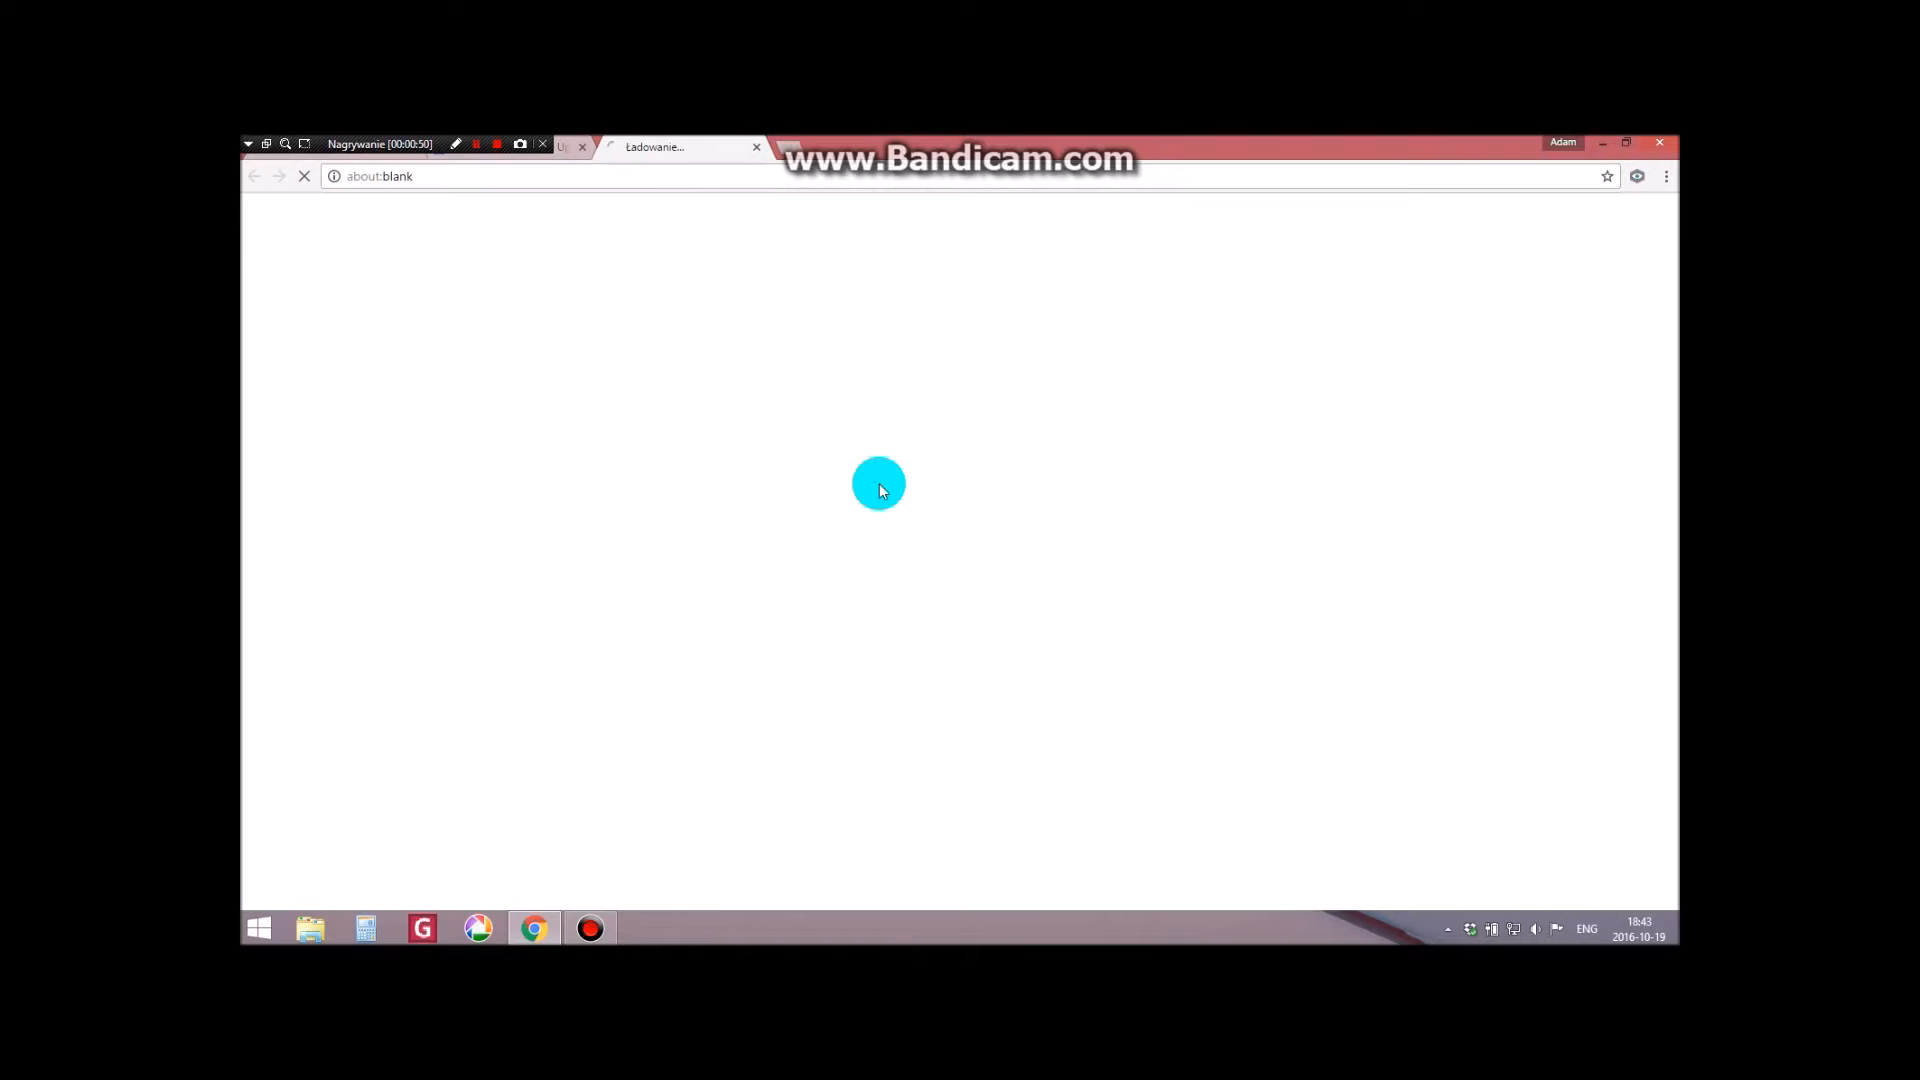 Nagrywanie [00:00:50]
Ładowanie...
www.Bandicam.com
Adam
about:blank
G
ENG
18:43
2016-10-19